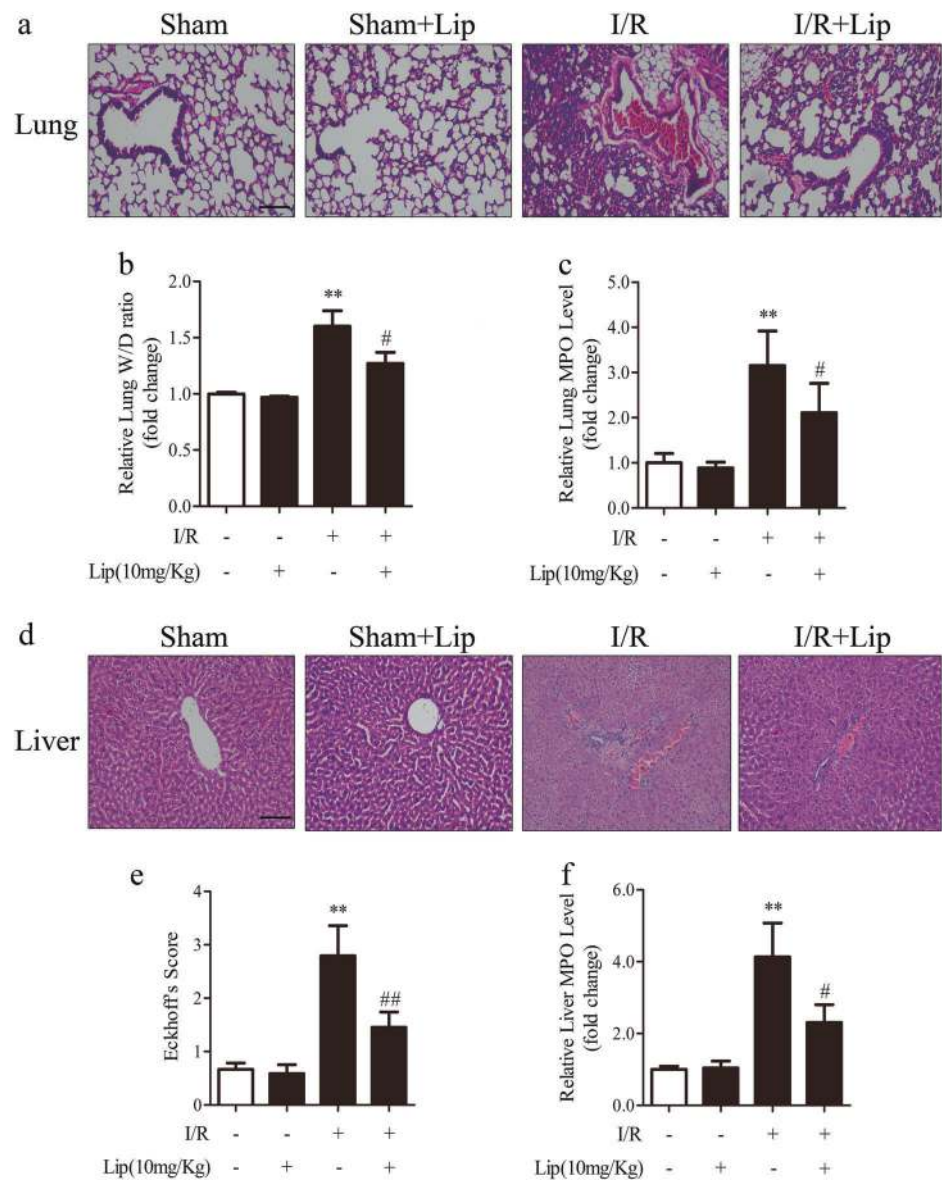 a
Sham Sham+Lip I/R I/R+Lip
Lung
b
Relative Lung W/D ratio
(fold change)
2.0
1.5
1.0
0.5
0.0
**
#
I/R - - + +
Lip(10mg/Kg) - + - +
c
Relative Lung MPO Level
(fold change)
5.0
4.0
3.0
2.0
1.0
0.0
**
#
+ +
- -
- + - +
d
Sham Sham+Lip I/R I/R+Lip
Liver
e
Eckhoff's Score
4
3
2
1
0
**
##
I/R - - + +
Lip(10mg/Kg) - + - +
f
Relative Liver MPO Level
(fold change)
6.0
4.0
2.0
0.0
**
#
I/R - - + +
Lip(10mg/Kg) - + - +